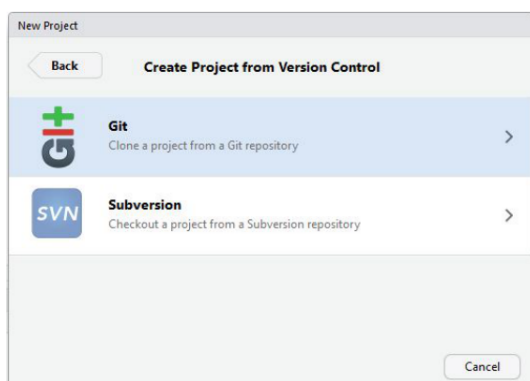 New Project
Back
Create Project from Version Control
Git
Git
Clone a project from a Git repository
SVN
Subversion
Checkout a project from a Subversion repository
Cancel